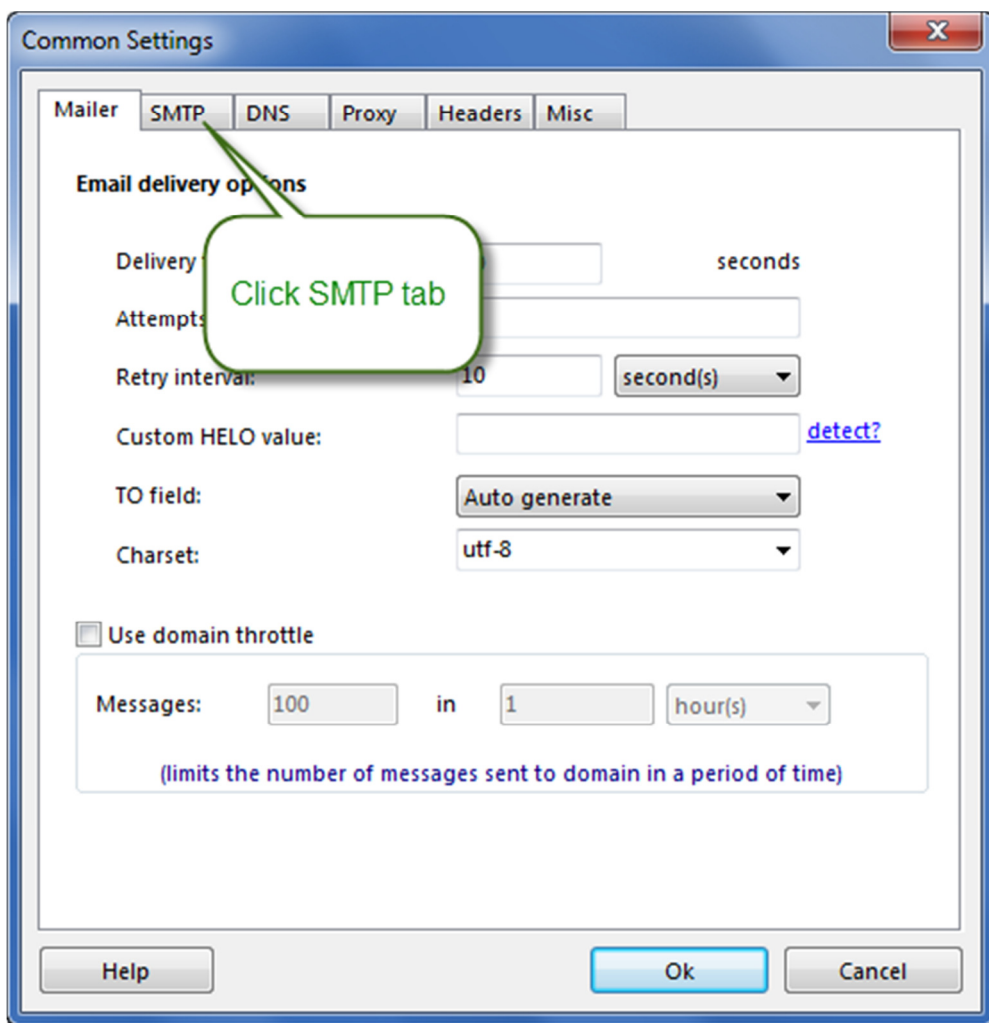 Common Settings
Mailer SMTP DNS Proxy Headers Misc
Email delivery options
Click SMTP tab
Delivery seconds
Attempts
Retry interval: 10 second(s)
Custom HELO value: detect?
TO field: Auto generate
Charset: utf-8
Use domain throttle
Messages: 100 in 1 hour(s)
(limits the number of messages sent to domain in a period of time)
Help Ok Cancel